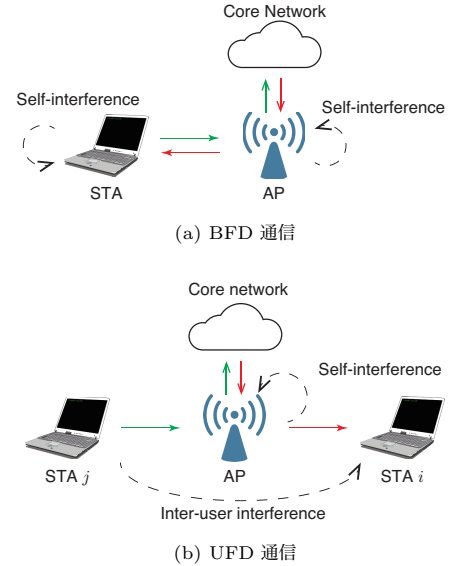 Core Network
Self-interference
Self-interference
STA
AP
(a) BFD 通信
Core network
Self-interference
STA j
AP
STA i
Inter-user interference
(b) UFD 通信